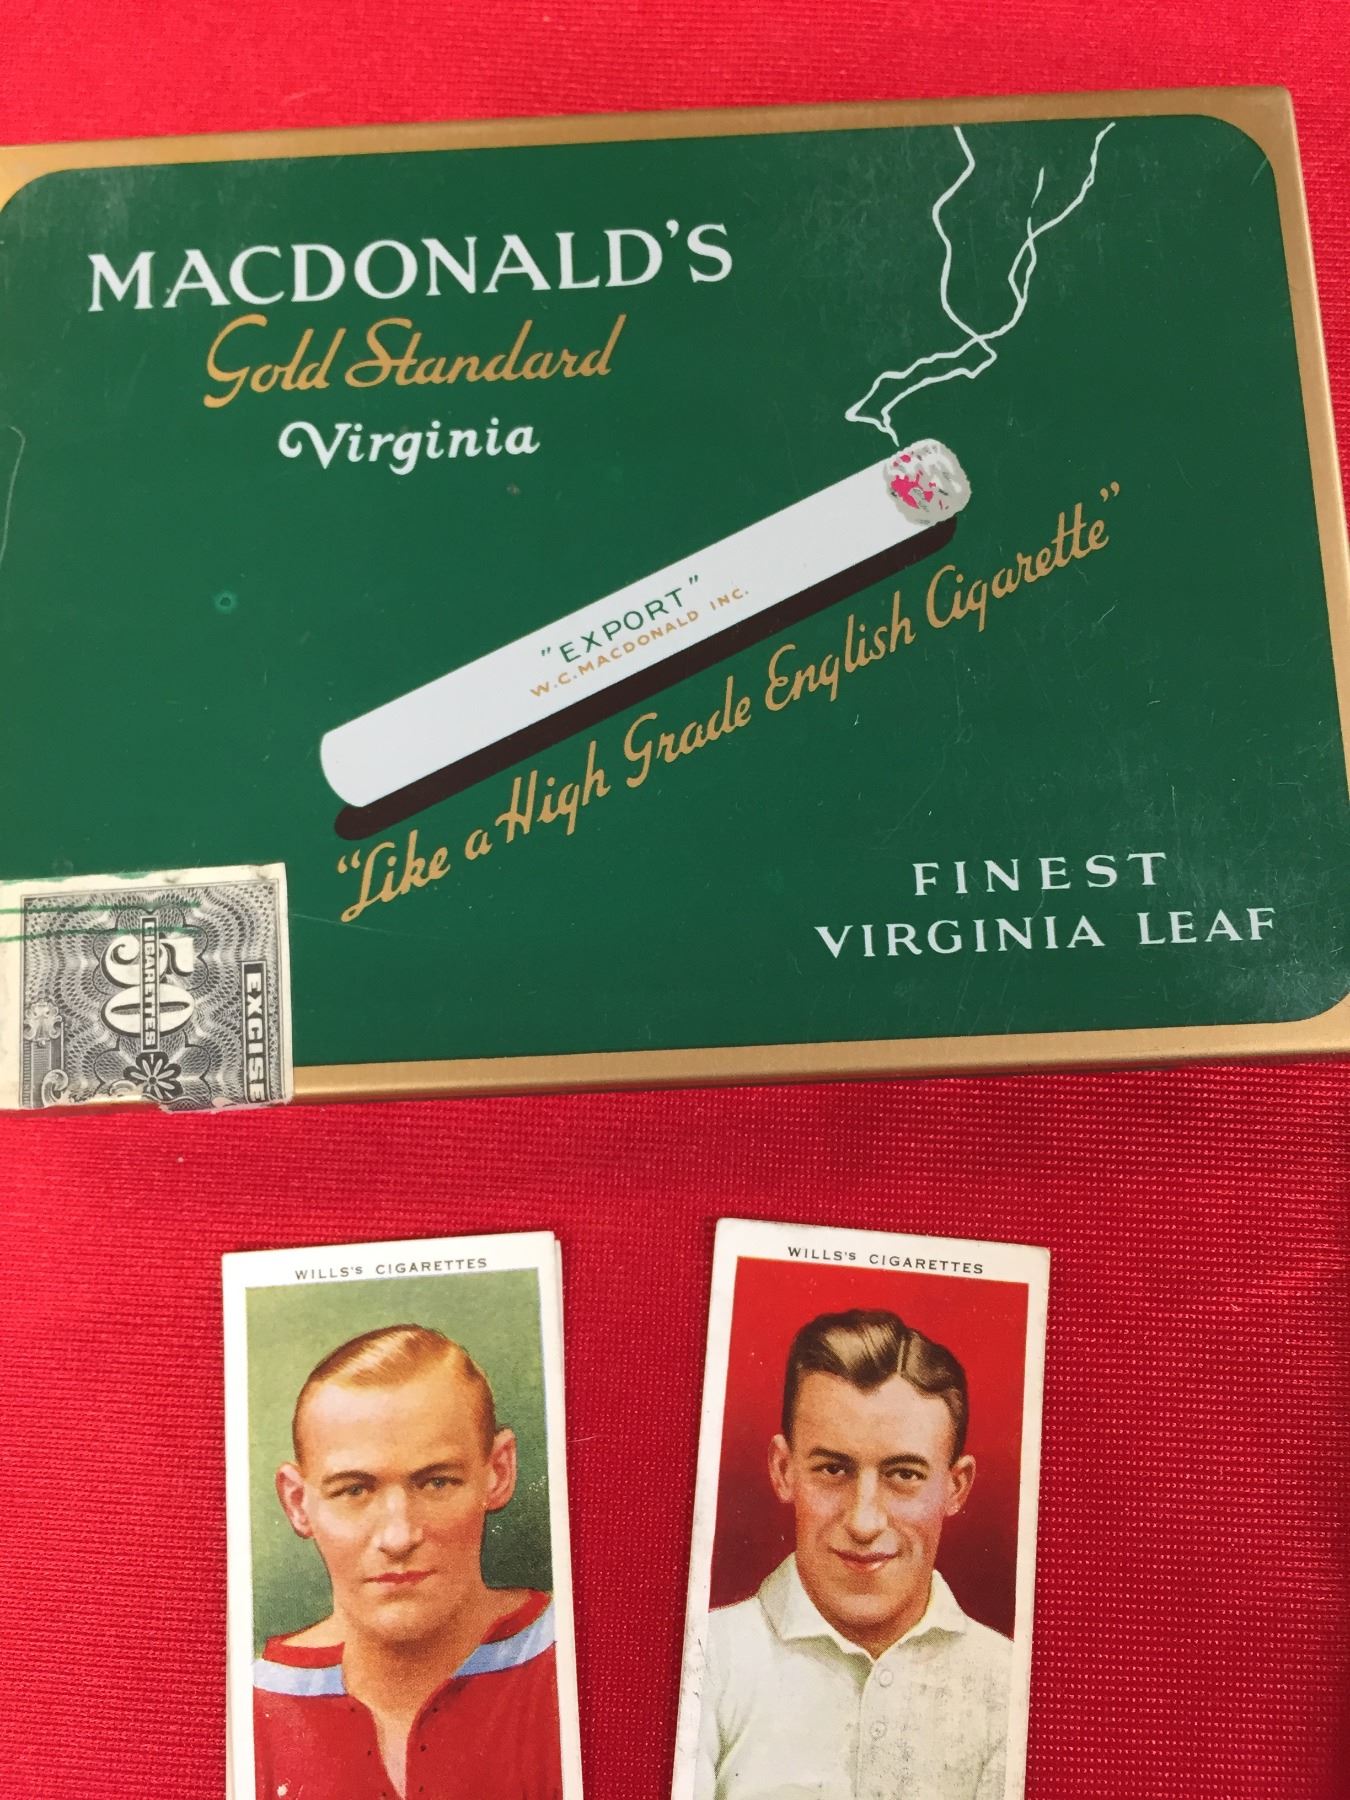 MACDONALD'S
Gold Standard
Virginia
"EXPORT"
W.C. MACDONALD INC.
"Like a High Grade English Cigarette"
FINEST
VIRGINIA LEAF
50
CIGARETTES
EXCISE
WILLS'S CIGARETTES
WILLS'S CIGARETTES